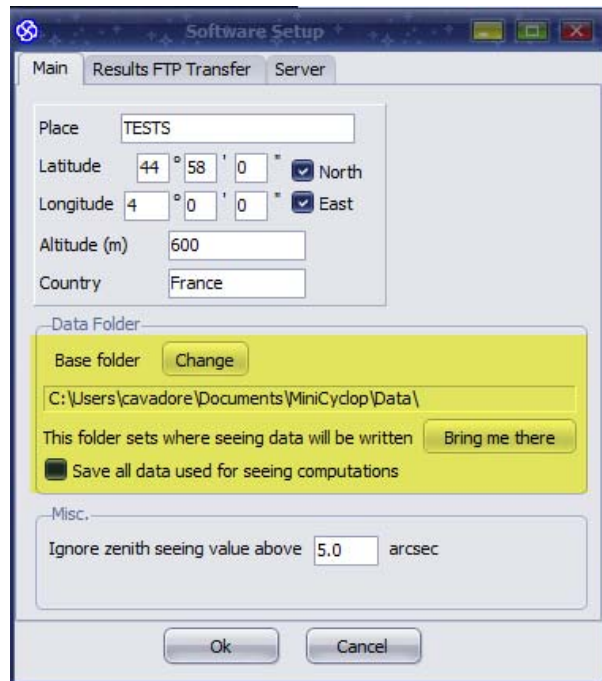 Software Setup
Main Results FTP Transfer Server
Place TESTS
Latitude 44 ° 58 ' 0 " North
Longitude 4 ° 0 ' 0 " East
Altitude (m) 600
Country France
Data Folder
Base folder Change
C:\Users\cavadore\Documents\MiniCyclop\Data\
This folder sets where seeing data will be written Bring me there
Save all data used for seeing computations
Misc.
Ignore zenith seeing value above 5.0 arcsec
Ok Cancel